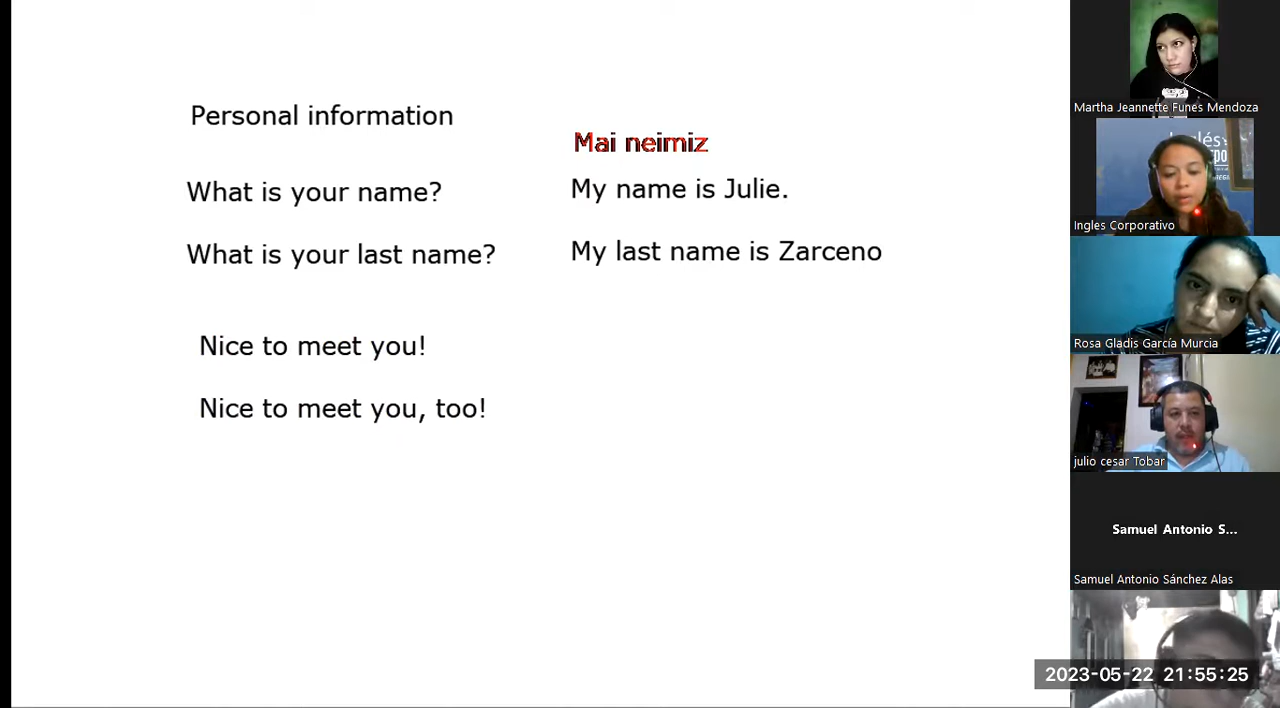 Personal information
Mai neimiz
What is your name?
My name is Julie.
What is your last name?
My last name is Zarceno
Nice to meet you!
Nice to meet you, too!
Martha Jeannette Funes Mendoza
Ingles Corporativo
Rosa Gladis García Murcia
julio cesar Tobar
Samuel Antonio S...
Samuel Antonio Sánchez Alas
2023-05-22 21:55:25